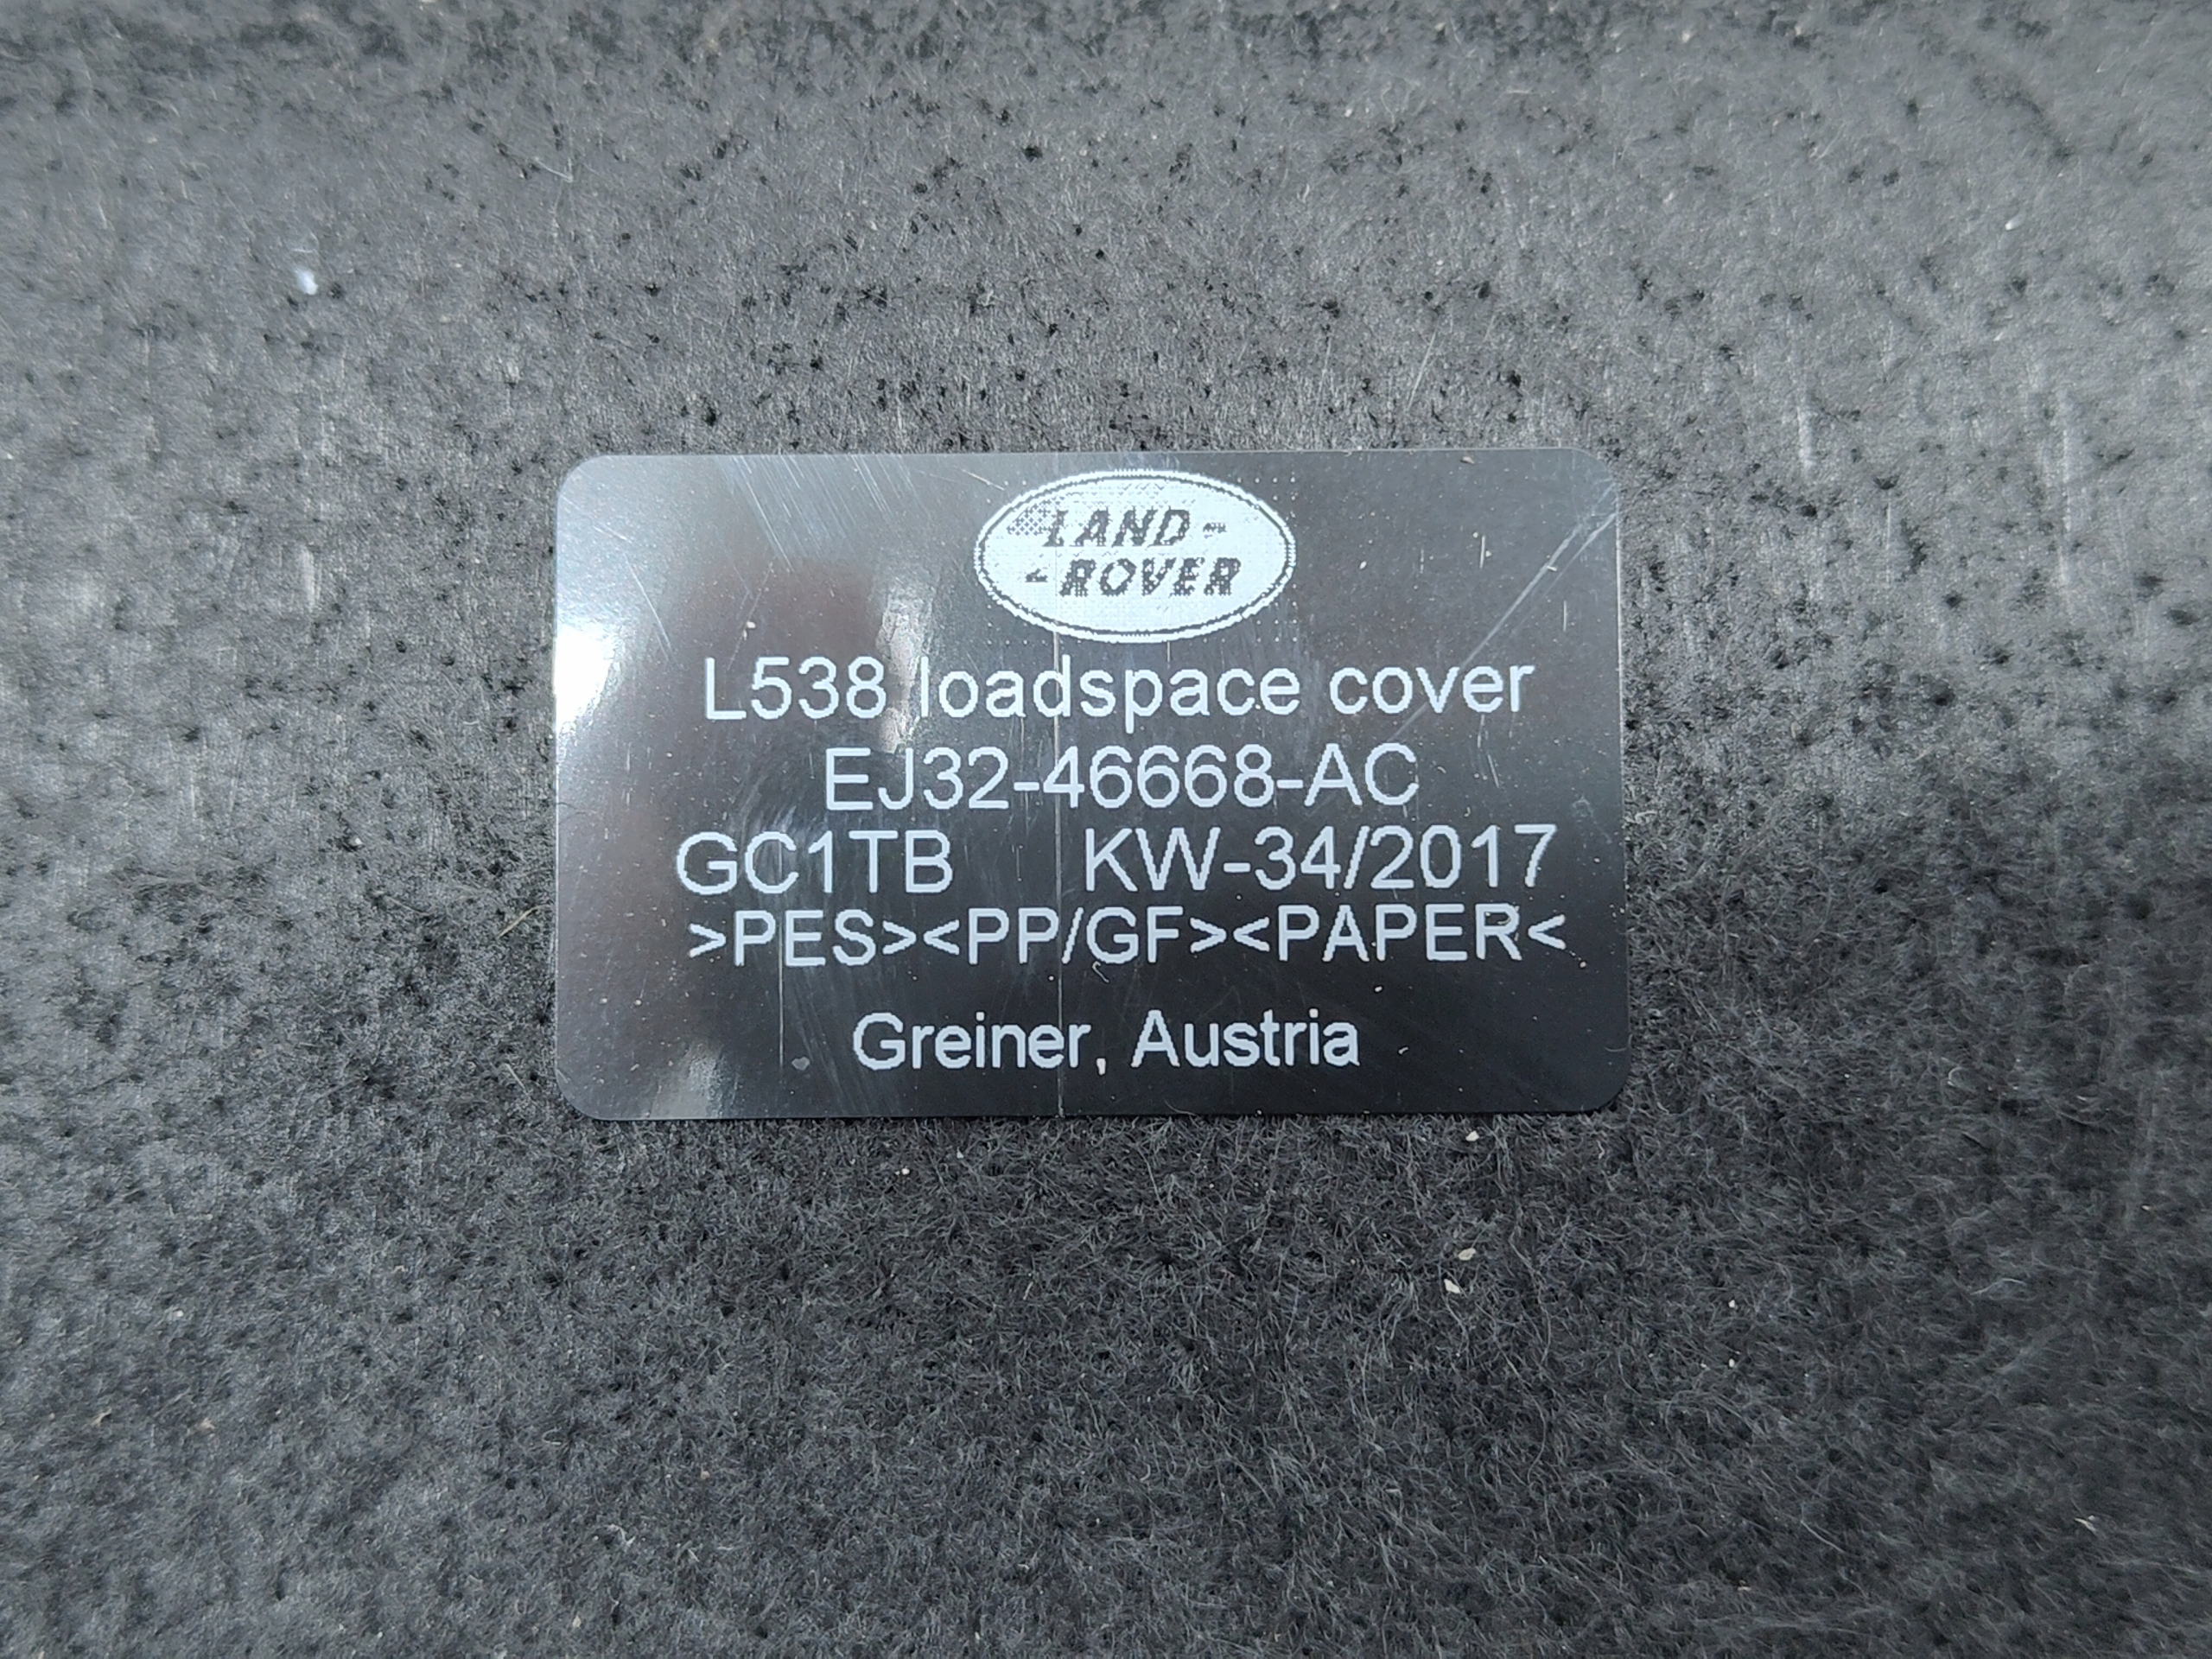 LAND-
-ROVER
L538 loadspace cover
EJ32-46668-AC
GC1TB KW-34/2017
>PES><PP/GF><PAPER<
Greiner, Austria